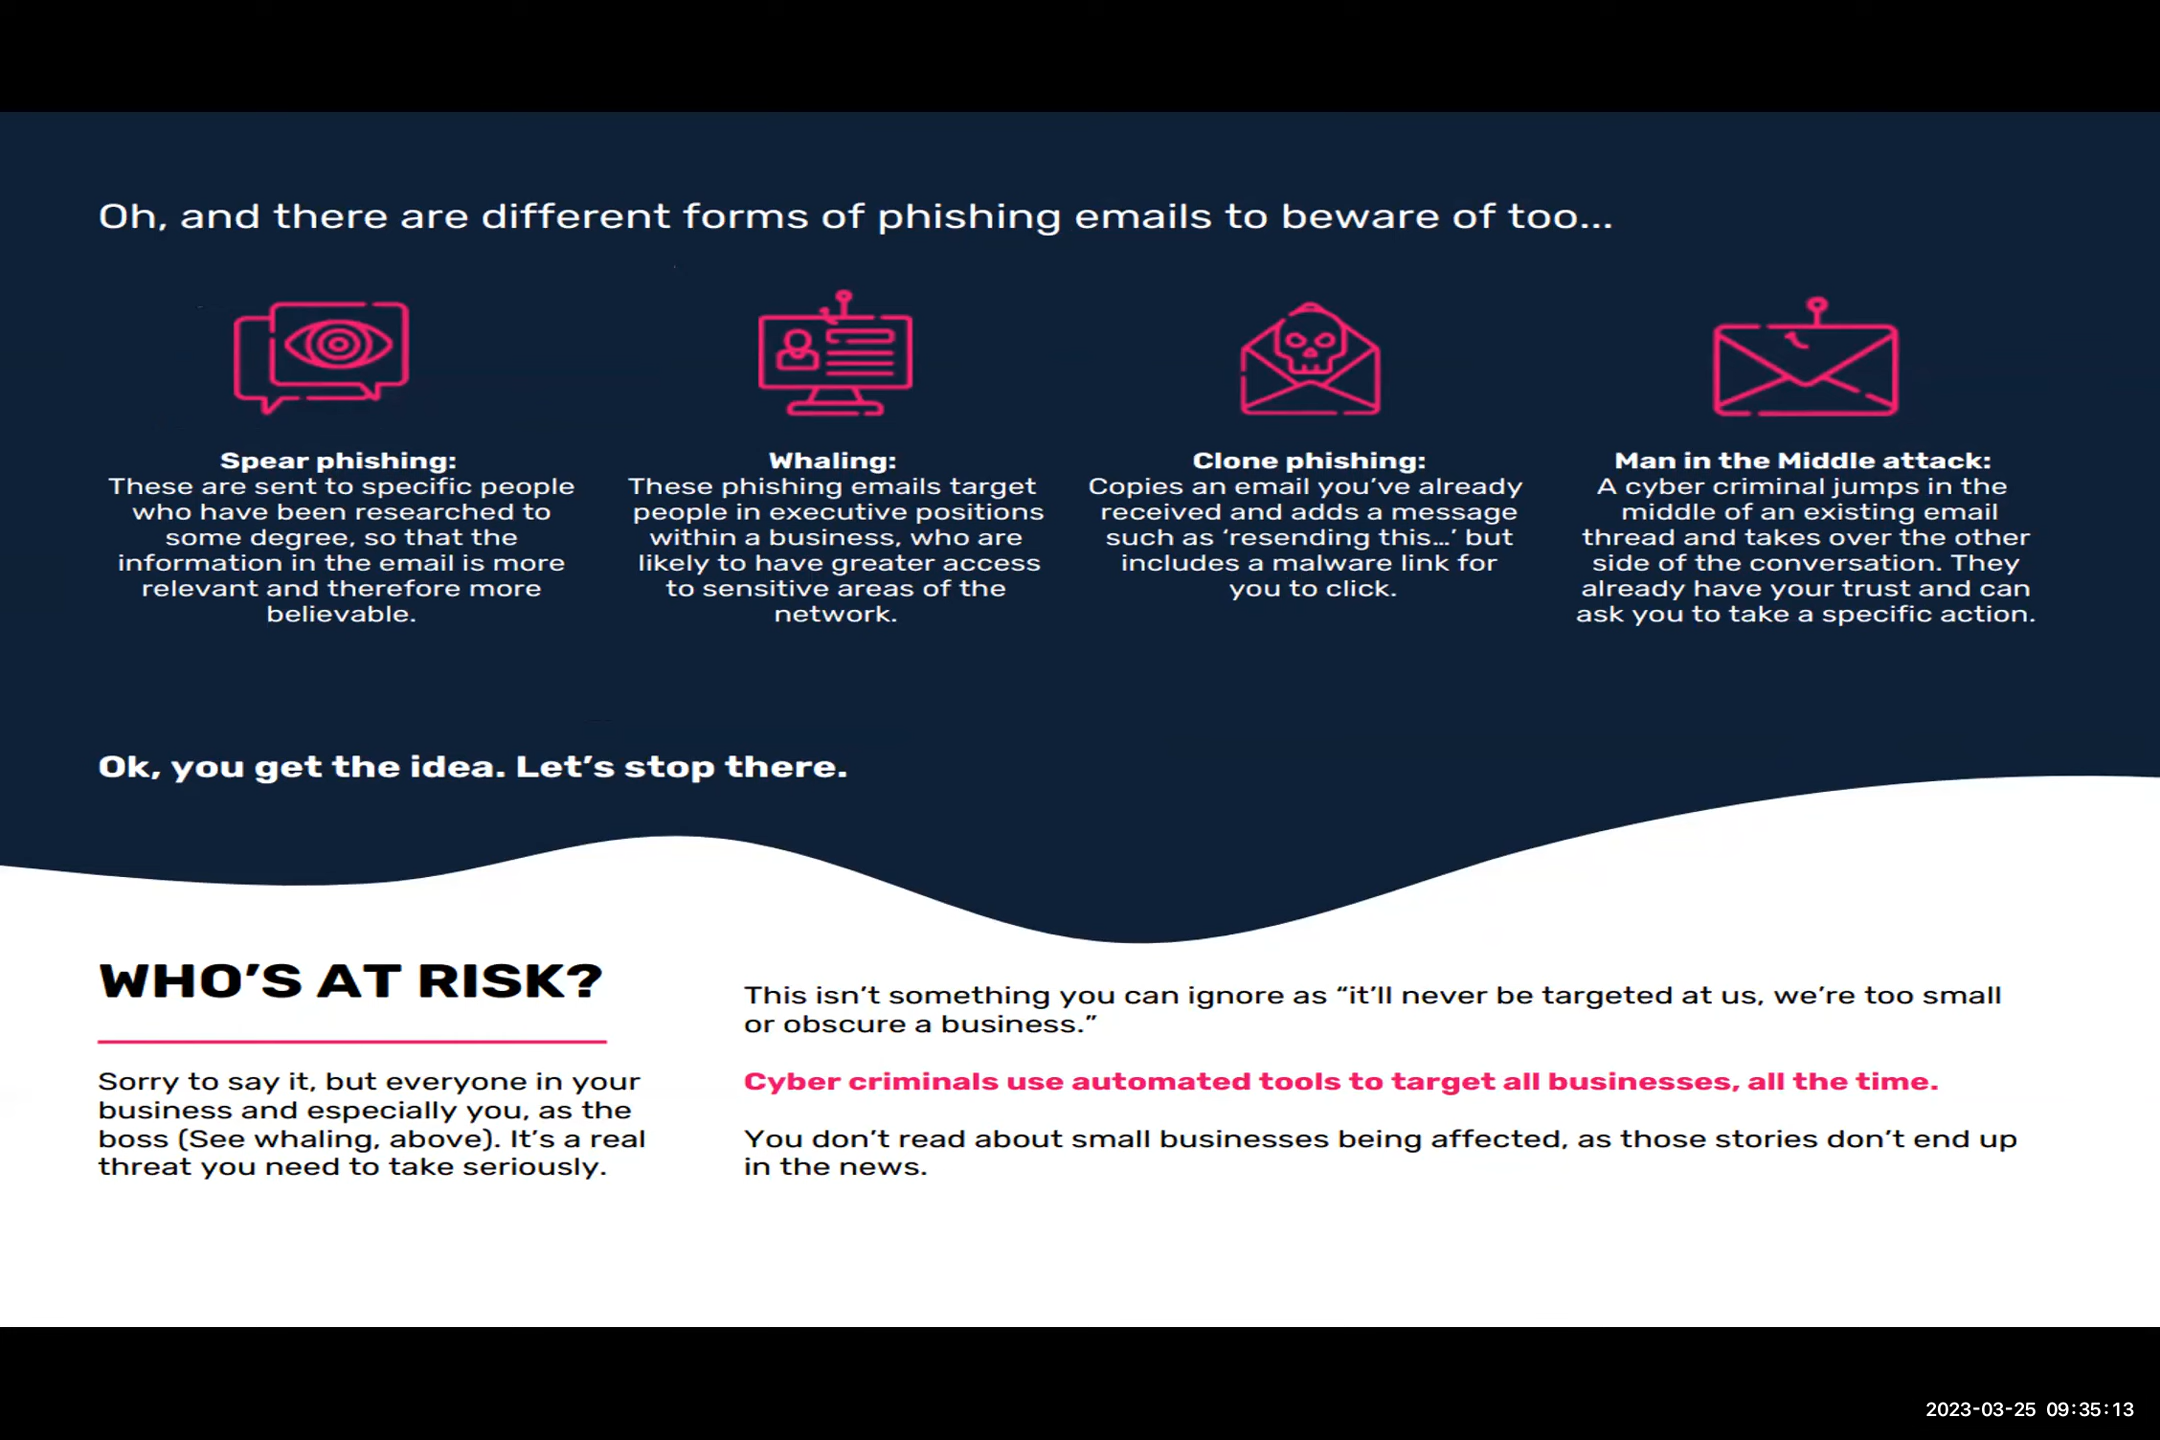 Oh, and there are different forms of phishing emails to beware of too...
Spear phishing:
These are sent to specific people
who have been researched to
some degree, so that the
information in the email is more
relevant and therefore more
believable.
Whaling:
These phishing emails target
people in executive positions
within a business, who are
likely to have greater access
to sensitive areas of the
network.
Clone phishing:
Copies an email you’ve already
received and adds a message
such as ‘resending this...’ but
includes a malware link for
you to click.
Man in the Middle attack:
A cyber criminal jumps in the
middle of an existing email
thread and takes over the other
side of the conversation. They
already have your trust and can
ask you to take a specific action.
Ok, you get the idea. Let’s stop there.
WHO’S AT RISK?
Sorry to say it, but everyone in your
business and especially you, as the
boss (See whaling, above). It’s a real
threat you need to take seriously.
This isn’t something you can ignore as “it’ll never be targeted at us, we’re too small
or obscure a business.”
Cyber criminals use automated tools to target all businesses, all the time.
You don’t read about small businesses being affected, as those stories don’t end up
in the news.
2023-03-25 09:35:13